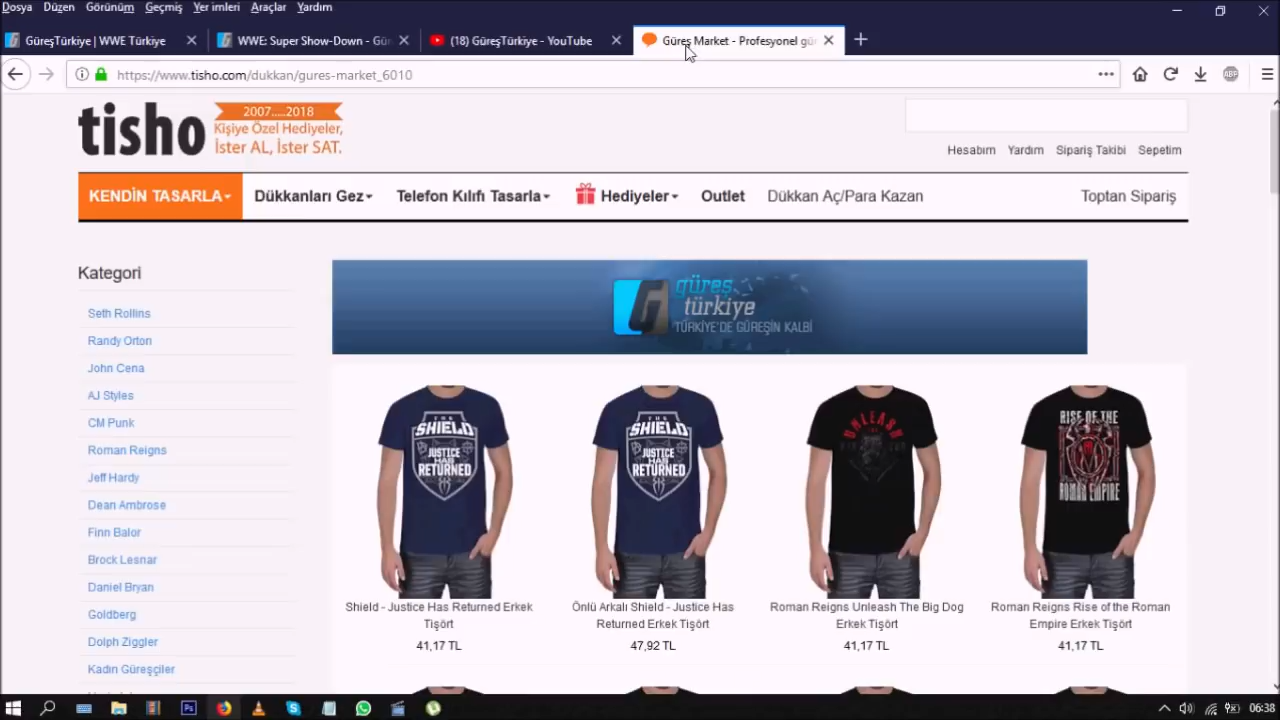 Dosya Düzen Görünüm Geçmiş Yer imleri Araçlar Yardım
GüreşTürkiye | WWE Türkiye
WWE: Super Show-Down - Gür
(18) GüreşTürkiye - YouTube
Güreş Market - Profesyonel gür
https://www.tisho.com/dukkan/gures-market_6010
ABP
tisho
2007.....2018
Kişiye Özel Hediyeler,
İster AL, İster SAT.
Hesabım Yardım Sipariş Takibi Sepetim
KENDİN TASARLA Dükkanları Gez Telefon Kılıfı Tasarla Hediyeler Outlet Dükkan Aç/Para Kazan Toptan Sipariş
Kategori
Seth Rollins
Randy Orton
John Cena
AJ Styles
CM Punk
Roman Reigns
Jeff Hardy
Dean Ambrose
Finn Balor
Brock Lesnar
Daniel Bryan
Goldberg
Dolph Ziggler
Kadın Güreşçiler
güreş
türkiye
TÜRKİYE'DE GÜREŞİN KALBİ
THE
SHIELD
JUSTICE
HAS
RETURNED
THE
SHIELD
JUSTICE
HAS
RETURNED
UNLEASH
RISE OF THE
ROMAN EMPIRE
Shield - Justice Has Returned Erkek
Tişört
41,17 TL
Önlü Arkalı Shield - Justice Has
Returned Erkek Tişört
47,92 TL
Roman Reigns Unleash The Big Dog
Erkek Tişört
41,17 TL
Roman Reigns Rise of the Roman
Empire Erkek Tişört
41,17 TL
06:38